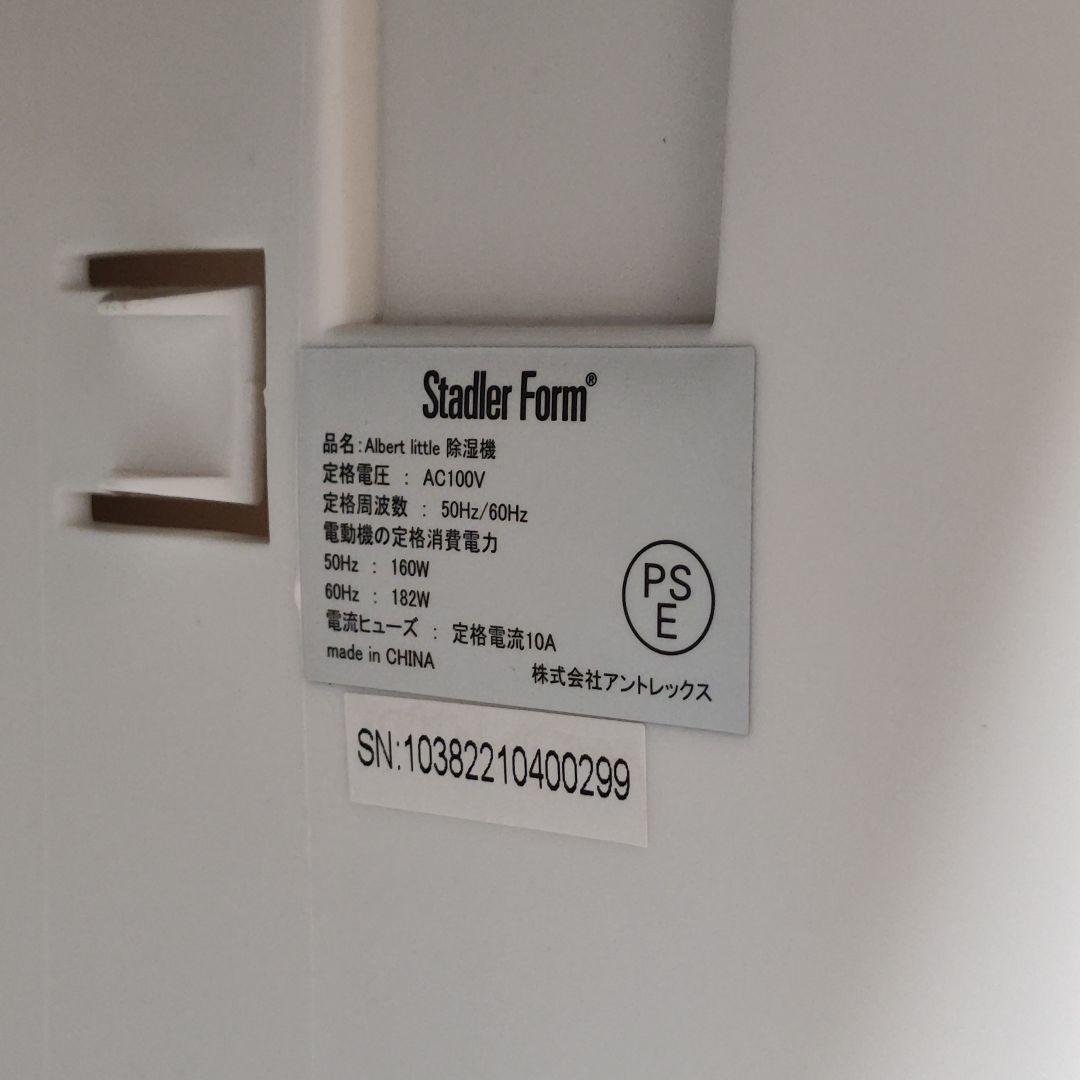 Stadler Form®
品名：Albert little 除湿機
定格電圧 ： AC100V
定格周波数 ： 50Hz/60Hz
電動機の定格消費電力
50Hz ： 160W
60Hz ： 182W
電流ヒューズ ： 定格電流10A
made in CHINA
PS
E
株式会社アントレックス
SN:10382210400299